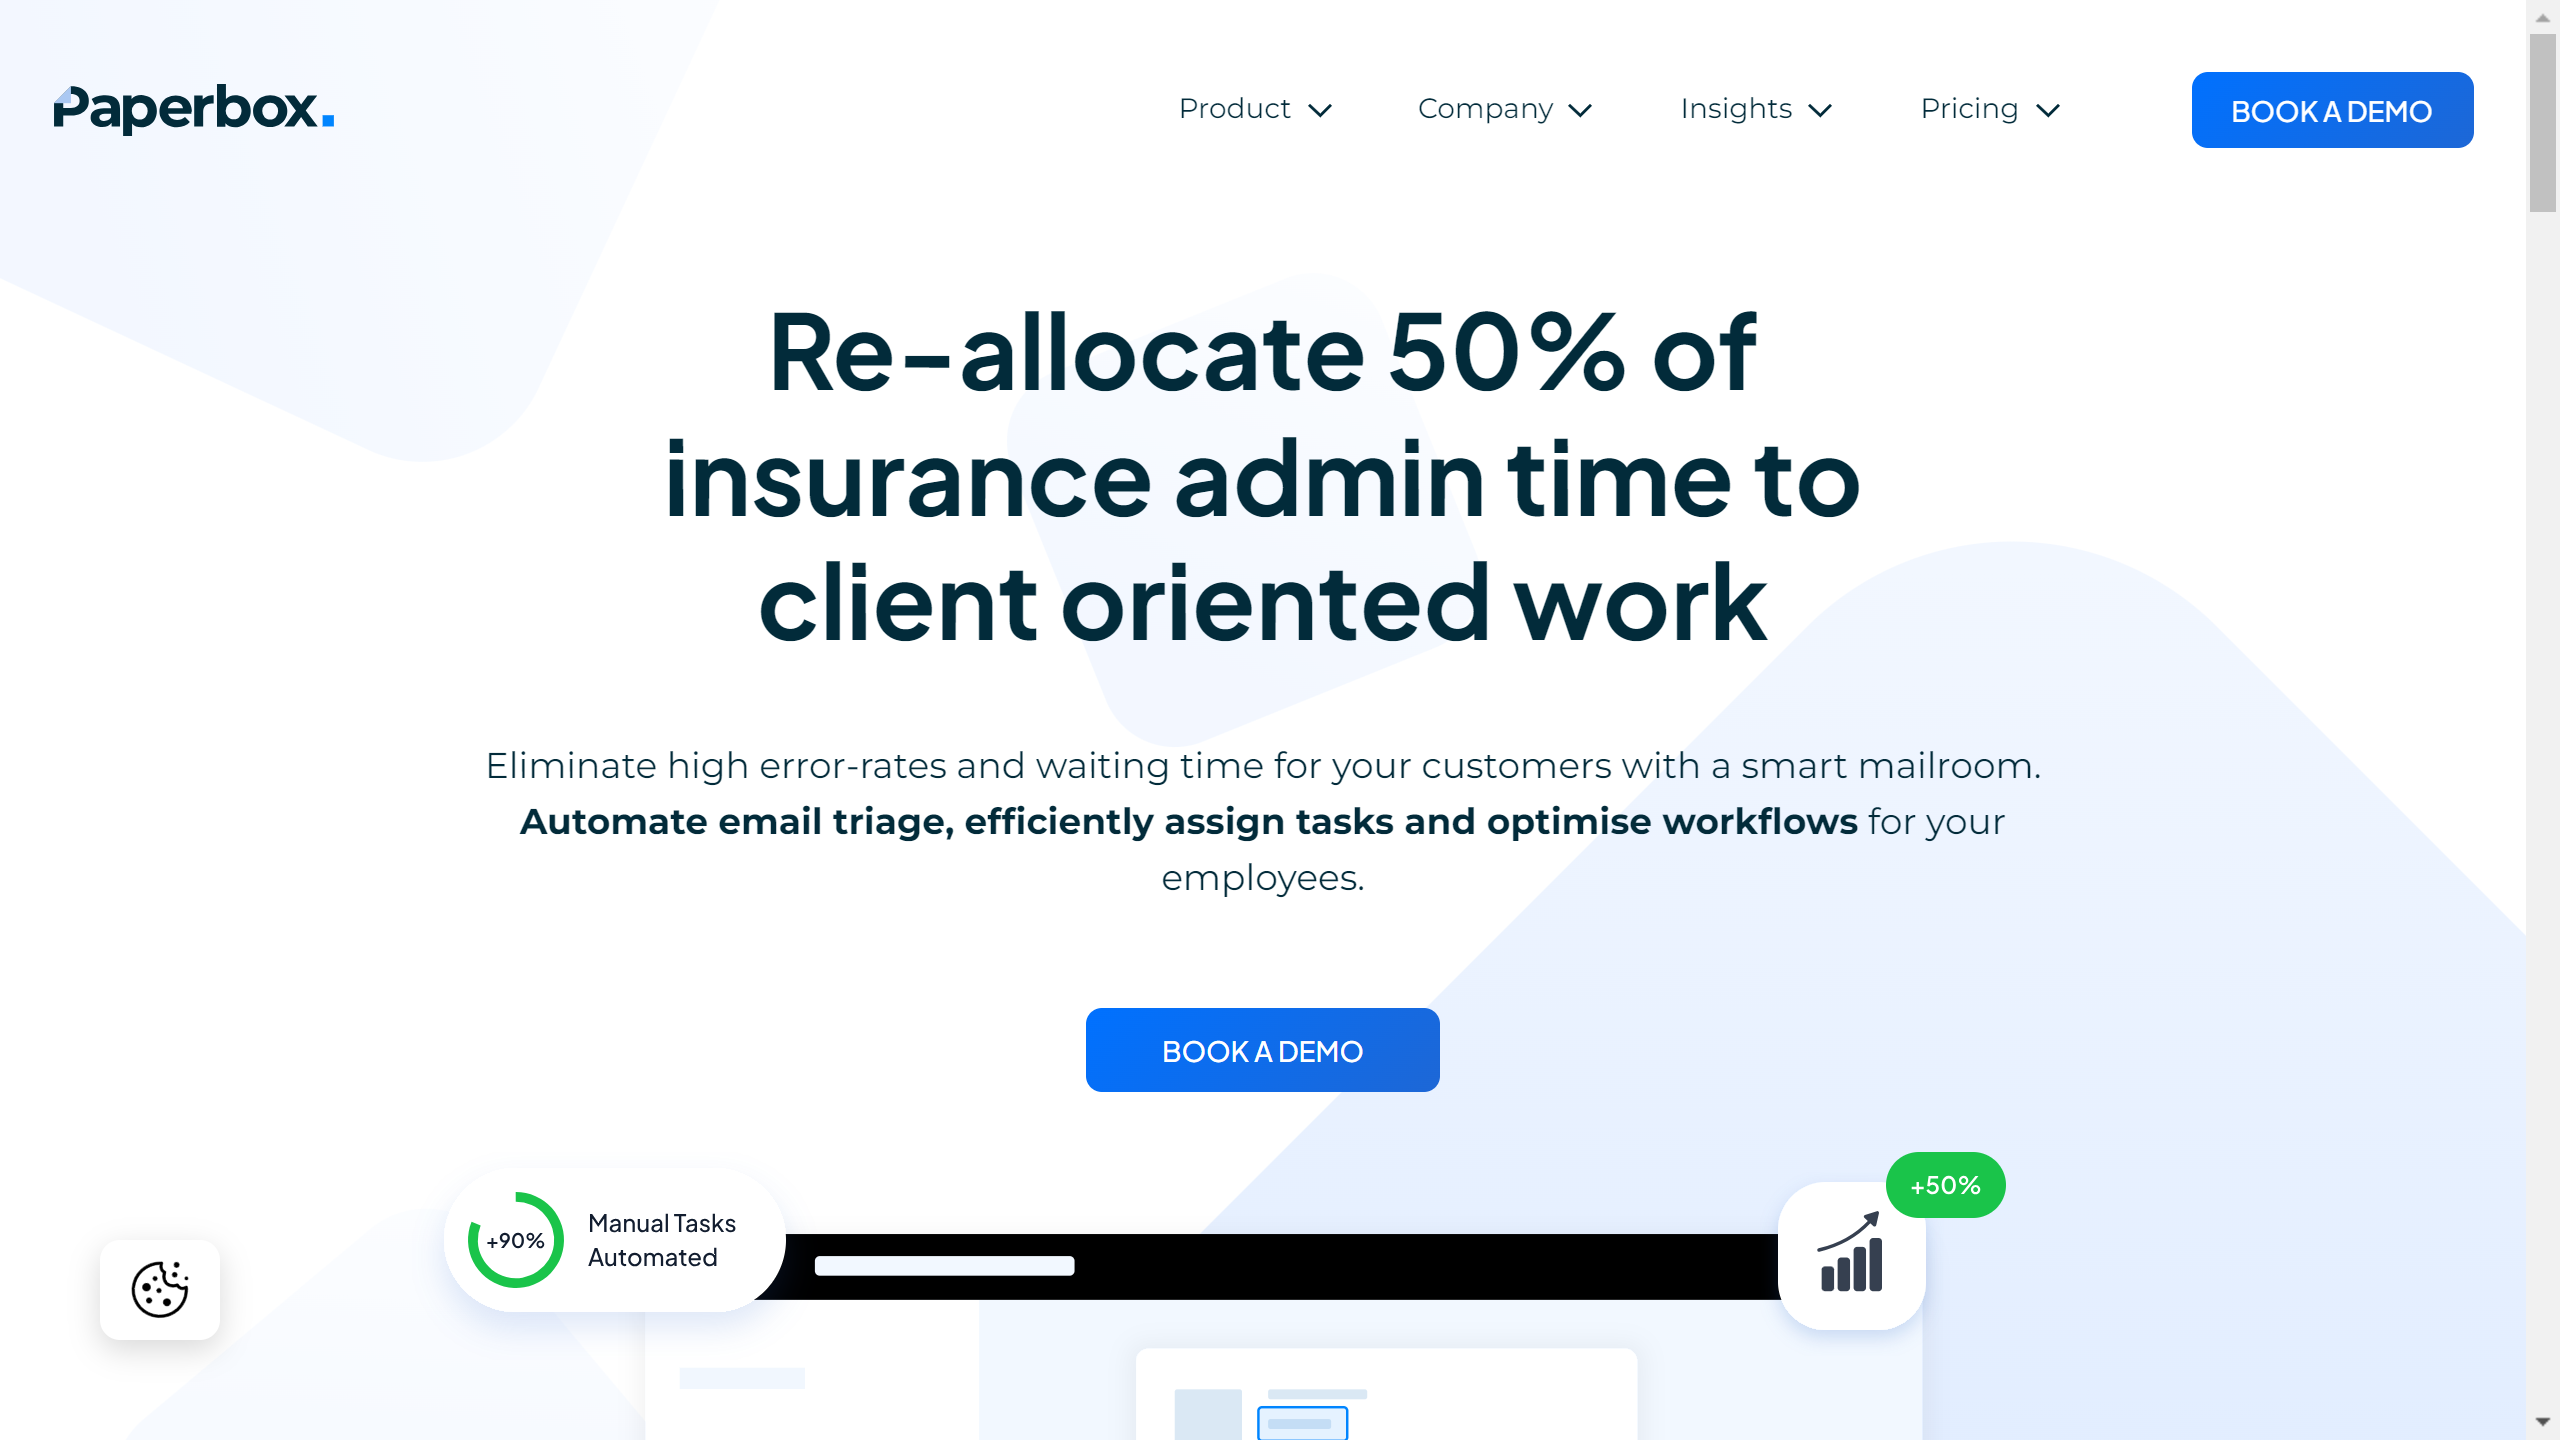 Paperbox.
Product
Company
Insights
Pricing
BOOK A DEMO
Re-allocate 50% of
insurance admin time to
client oriented work
Eliminate high error-rates and waiting time for your customers with a smart mailroom.
Automate email triage, efficiently assign tasks and optimise workflows for your
employees.
BOOK A DEMO
+90%
Manual Tasks
Automated
+50%